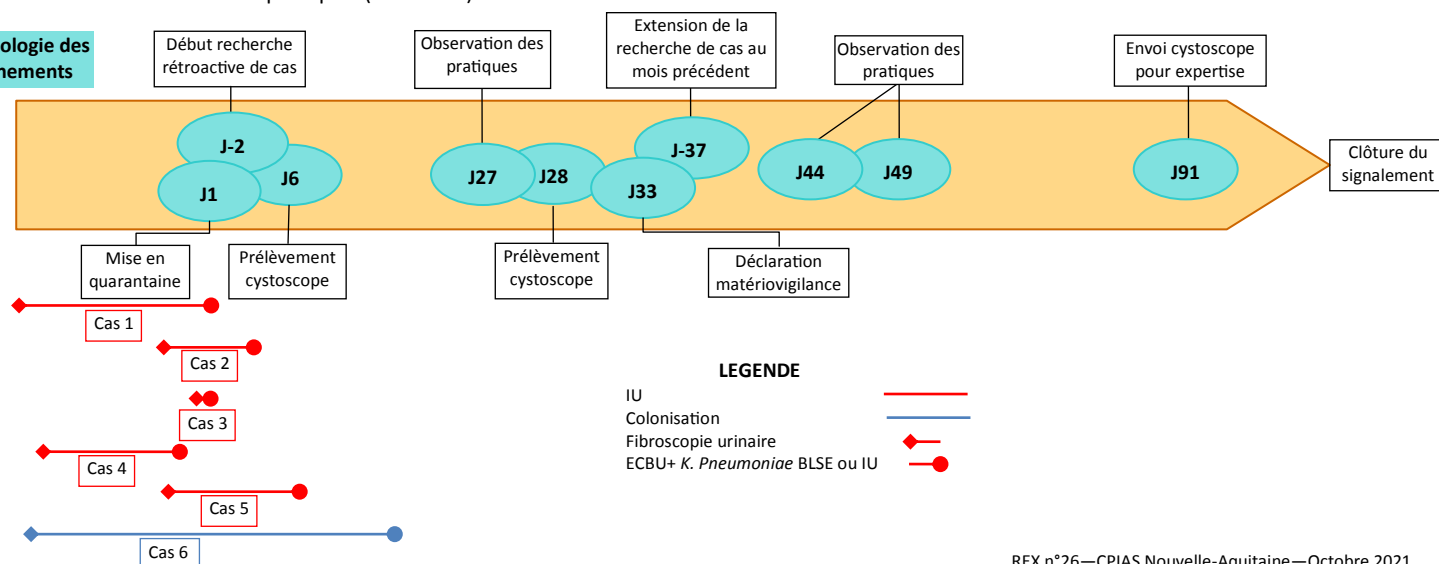 ologie des
nements
Début recherche
rétroactive de cas
Observation des
pratiques
Extension de la
recherche de cas au
mois précédent
Observation des
pratiques
Envoi cystoscope
pour expertise
J-2
J1
J6
J27
J28
J-37
J33
J44
J49
J91
Clôture du
signalement
Mise en
quarantaine
Prélèvement
cystoscope
Prélèvement
cystoscope
Déclaration
matériovigilance
Cas 1
Cas 2
Cas 3
Cas 4
Cas 5
Cas 6
LEGENDE
IU
Colonisation
Fibroscopie urinaire
ECBU+ K. Pneumoniae BLSE ou IU
REX n°26—CPIAS Nouvelle-Aquitaine—Octobre 2021